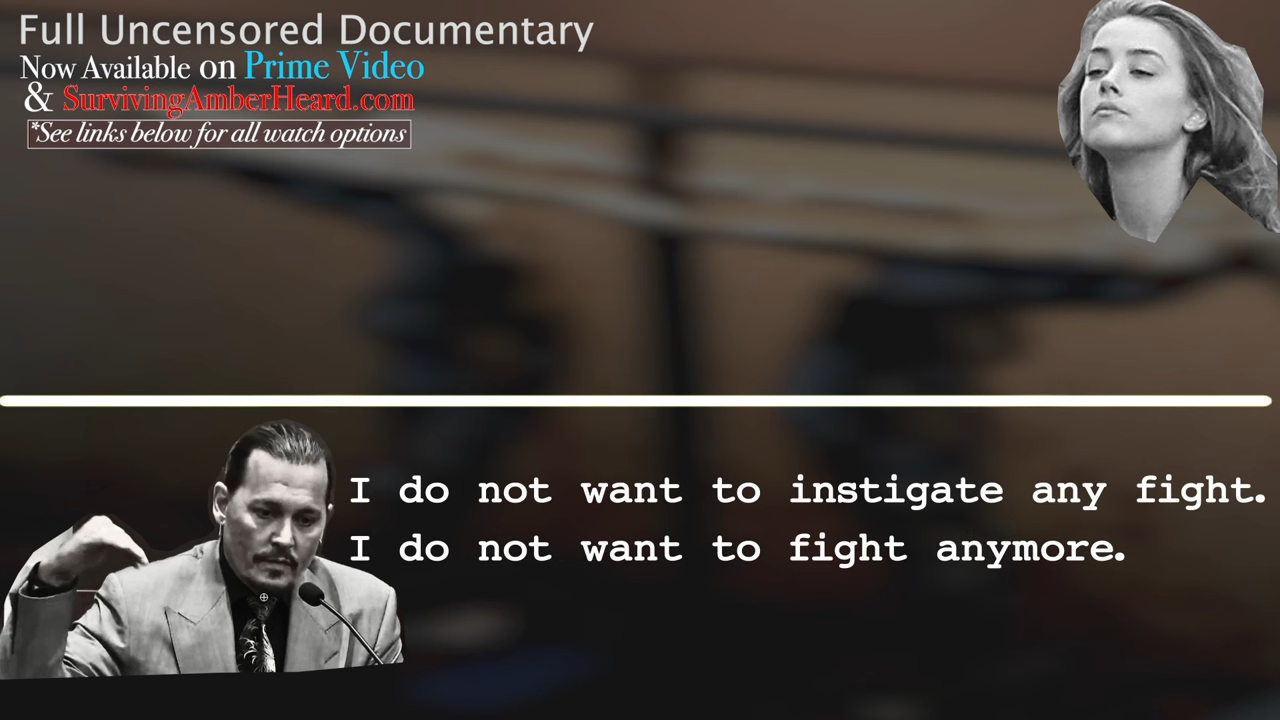 Full Uncensored Documentary
Now Available on Prime Video
& SurvivingAmberHeard.com
*See links below for all watch options
I do not want to instigate any fight.
I do not want to fight anymore.